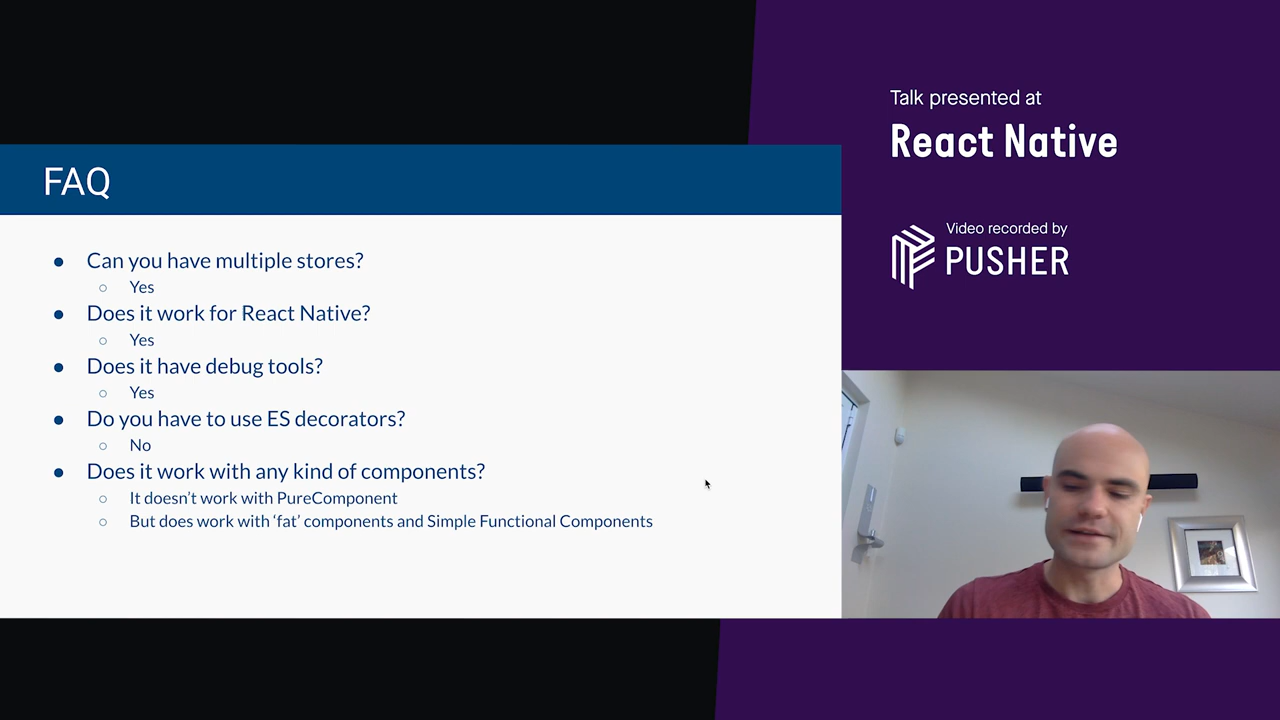 FAQ
Can you have multiple stores?
Yes
Does it work for React Native?
Yes
Does it have debug tools?
Yes
Do you have to use ES decorators?
No
Does it work with any kind of components?
It doesn't work with PureComponent
But does work with ‘fat’ components and Simple Functional Components
Talk presented at
React Native
Video recorded by
PUSHER